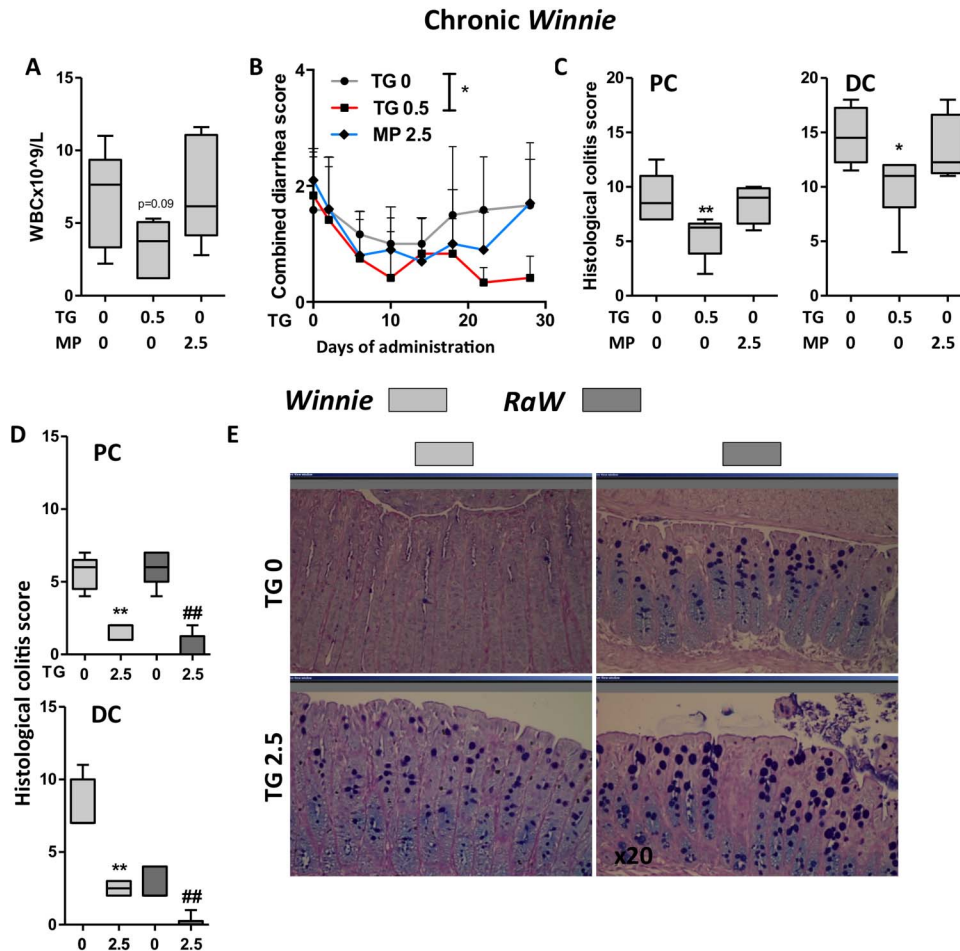 Chronic Winnie
A
WBCx10^9/L
15
10
5
0
p=0.09
TG 0 0.5 0
MP 0 0 2.5
B
Combined diarrhea score
4
2
0
TG 0
TG 0.5
MP 2.5
*
TG 0 10 20 30
Days of administration
C
Histological colitis score
PC
20
15
10
5
0
**
TG 0 0.5 0
MP 0 0 2.5
DC
20
15
10
5
0
*
0 0.5 0
0 0 2.5
Winnie RaW
D
Histological colitis score
PC
15
10
5
0
**
##
TG 0 2.5 0 2.5
DC
15
10
5
0
**
##
0 2.5 0 2.5
E
TG 0
TG 2.5
x20